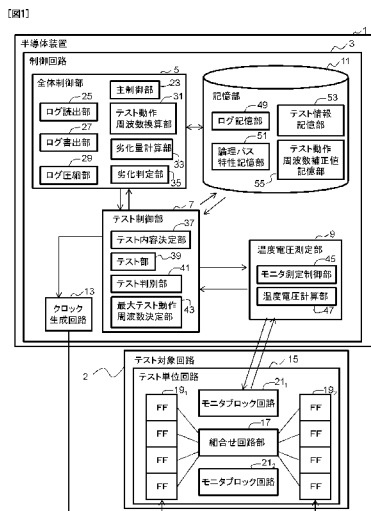 [図1]
1
半導体装置
3
制御回路
5
全体制御部
主制御部
23
25
ログ読出部
27
ログ書出部
29
ログ圧縮部
31
テスト動作
周波数換算部
劣化量計算部
33
劣化判定部
35
11
記憶部
49
ログ記憶部
51
論理パス
特性記憶部
53
テスト情報
記憶部
テスト動作
周波数補正値
記憶部
55
テスト制御部
7
37
テスト内容決定部
テスト部
39
41
テスト判別部
最大テスト動作
周波数決定部
43
9
温度電圧測定部
45
モニタ測定制御部
温度電圧計算部
47
13
クロック
生成回路
2
テスト対象回路
15
テスト単位回路
19₁
FF
FF
FF
FF
21₁
モニタブロック回路
17
組合せ回路部
21
モニタブロック回路
19
FF
FF
FF
FF